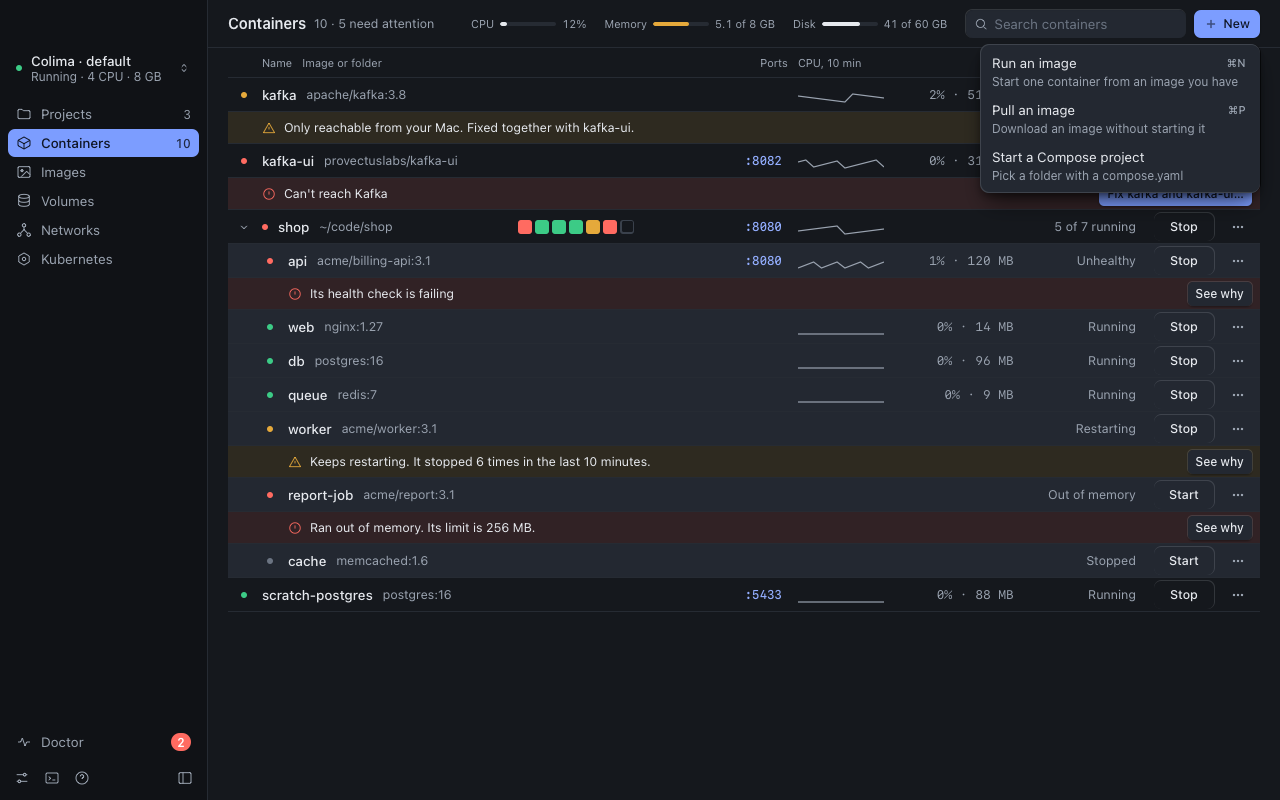 Colima · default
Running · 4 CPU · 8 GB
Projects 3
Containers 10
Images
Volumes
Networks
Kubernetes
Doctor 2
Containers 10 · 5 need attention CPU 12% Memory 5.1 of 8 GB Disk 41 of 60 GB Search containers New
Run an image ⌘N
Start one container from an image you have
Pull an image ⌘P
Download an image without starting it
Start a Compose project
Pick a folder with a compose.yaml
Name Image or folder Ports CPU, 10 min
kafka apache/kafka:3.8 2% ·
Only reachable from your Mac. Fixed together with kafka-ui.
kafka-ui provectuslabs/kafka-ui :8082 0% ·
Can't reach Kafka Fix kafka and kafka-ui…
shop ~/code/shop :8080 5 of 7 running Stop
api acme/billing-api:3.1 :8080 1% · 120 MB Unhealthy Stop
Its health check is failing See why
web nginx:1.27 0% · 14 MB Running Stop
db postgres:16 0% · 96 MB Running Stop
queue redis:7 0% · 9 MB Running Stop
worker acme/worker:3.1 Restarting Stop
Keeps restarting. It stopped 6 times in the last 10 minutes. See why
report-job acme/report:3.1 Out of memory Start
Ran out of memory. Its limit is 256 MB. See why
cache memcached:1.6 Stopped Start
scratch-postgres postgres:16 :5433 0% · 88 MB Running Stop